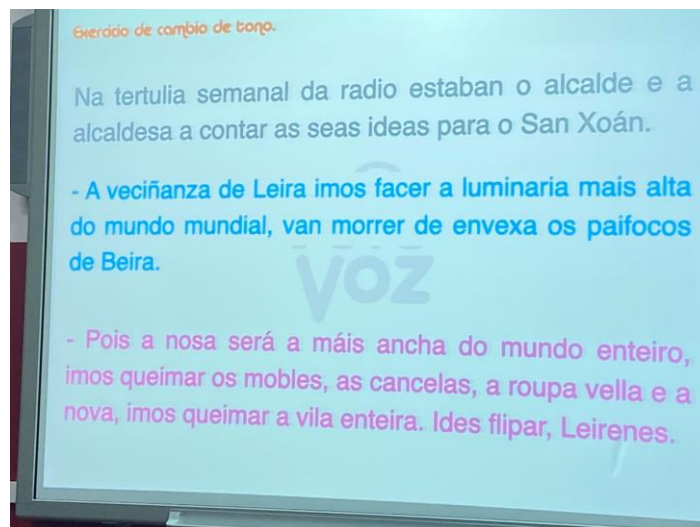 Exercicio de cambio de tono.
Na tertulia semanal da radio estaban o alcalde e a
alcaldesa a contar as seas ideas para o San Xoán.
- A veciñanza de Leira imos facer a luminaria mais alta
do mundo mundial, van morrer de envexa os paifocos
de Beira.
voz
- Pois a nosa será a máis ancha do mundo enteiro,
imos queimar os mobles, as cancelas, a roupa vella e a
nova, imos queimar a vila enteira. Ides flipar, Leirenes.